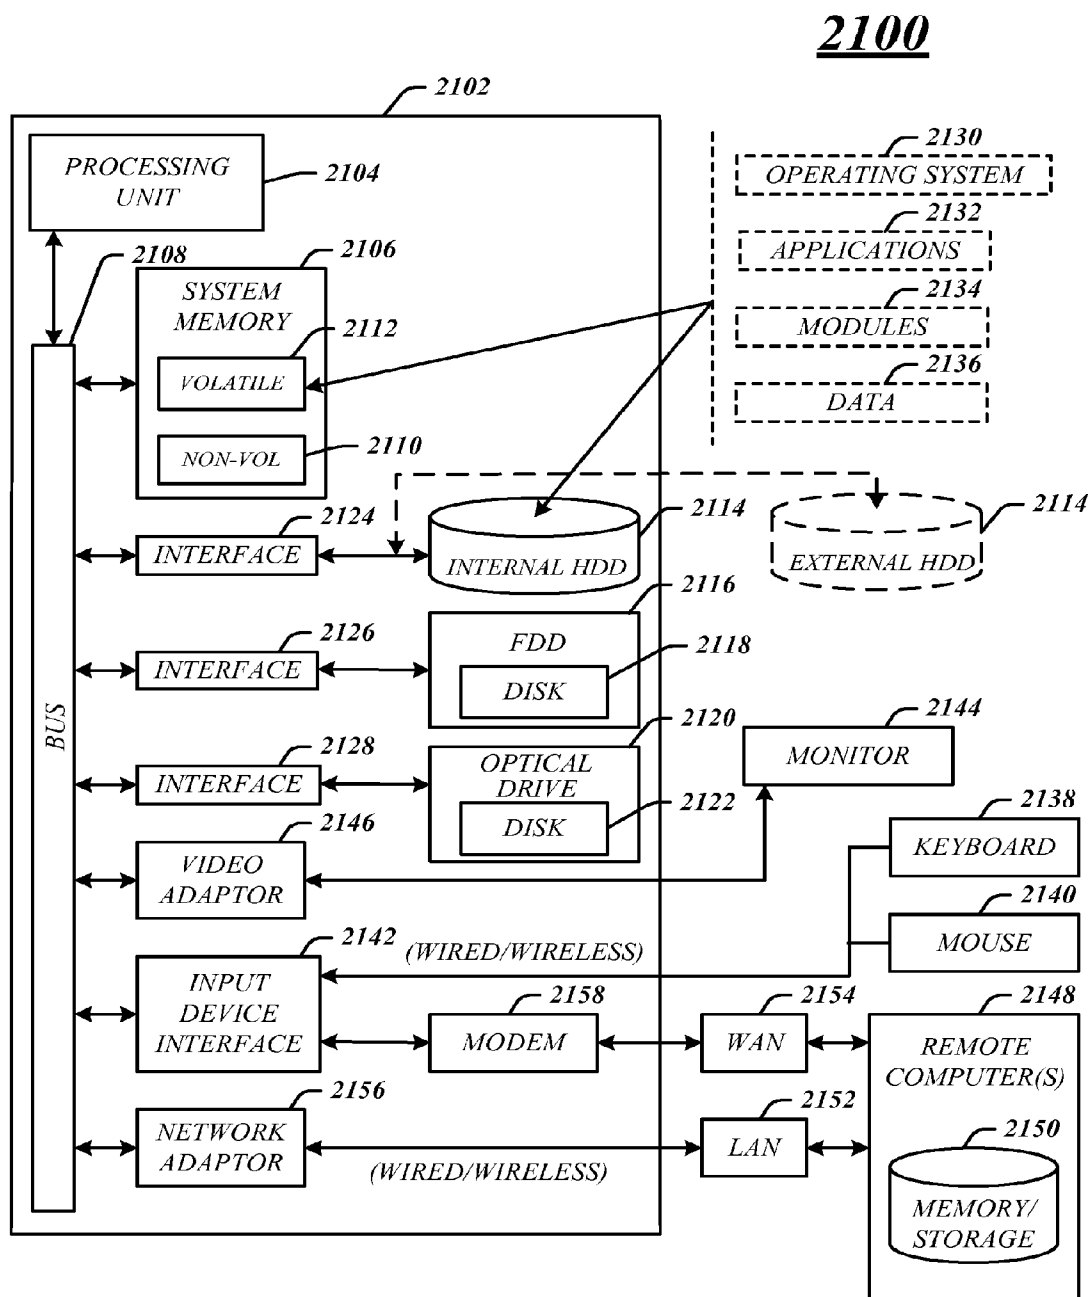 2100
2102
PROCESSING
UNIT
2104
2130
OPERATING SYSTEM
2132
APPLICATIONS
2134
MODULES
2136
DATA
2108
2106
SYSTEM
MEMORY
2112
VOLATILE
2110
NON-VOL
2124
INTERFACE
2114
INTERNAL HDD
2114
EXTERNAL HDD
2116
FDD
2126
INTERFACE
2118
DISK
BUS
2120
OPTICAL
DRIVE
2128
INTERFACE
2122
DISK
2144
MONITOR
2146
VIDEO
ADAPTOR
2138
KEYBOARD
2140
MOUSE
2142
INPUT
DEVICE
INTERFACE
(WIRED/WIRELESS)
2158
MODEM
2154
WAN
2148
REMOTE
COMPUTER(S)
2156
NETWORK
ADAPTOR
(WIRED/WIRELESS)
2152
LAN
2150
MEMORY/
STORAGE